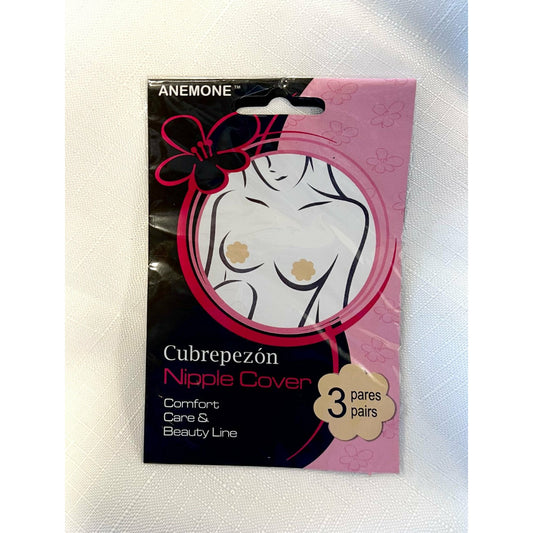 ANEMONE™
Cubrepezón
Nipple Cover
Comfort
Care &
Beauty Line
3 pares
pairs